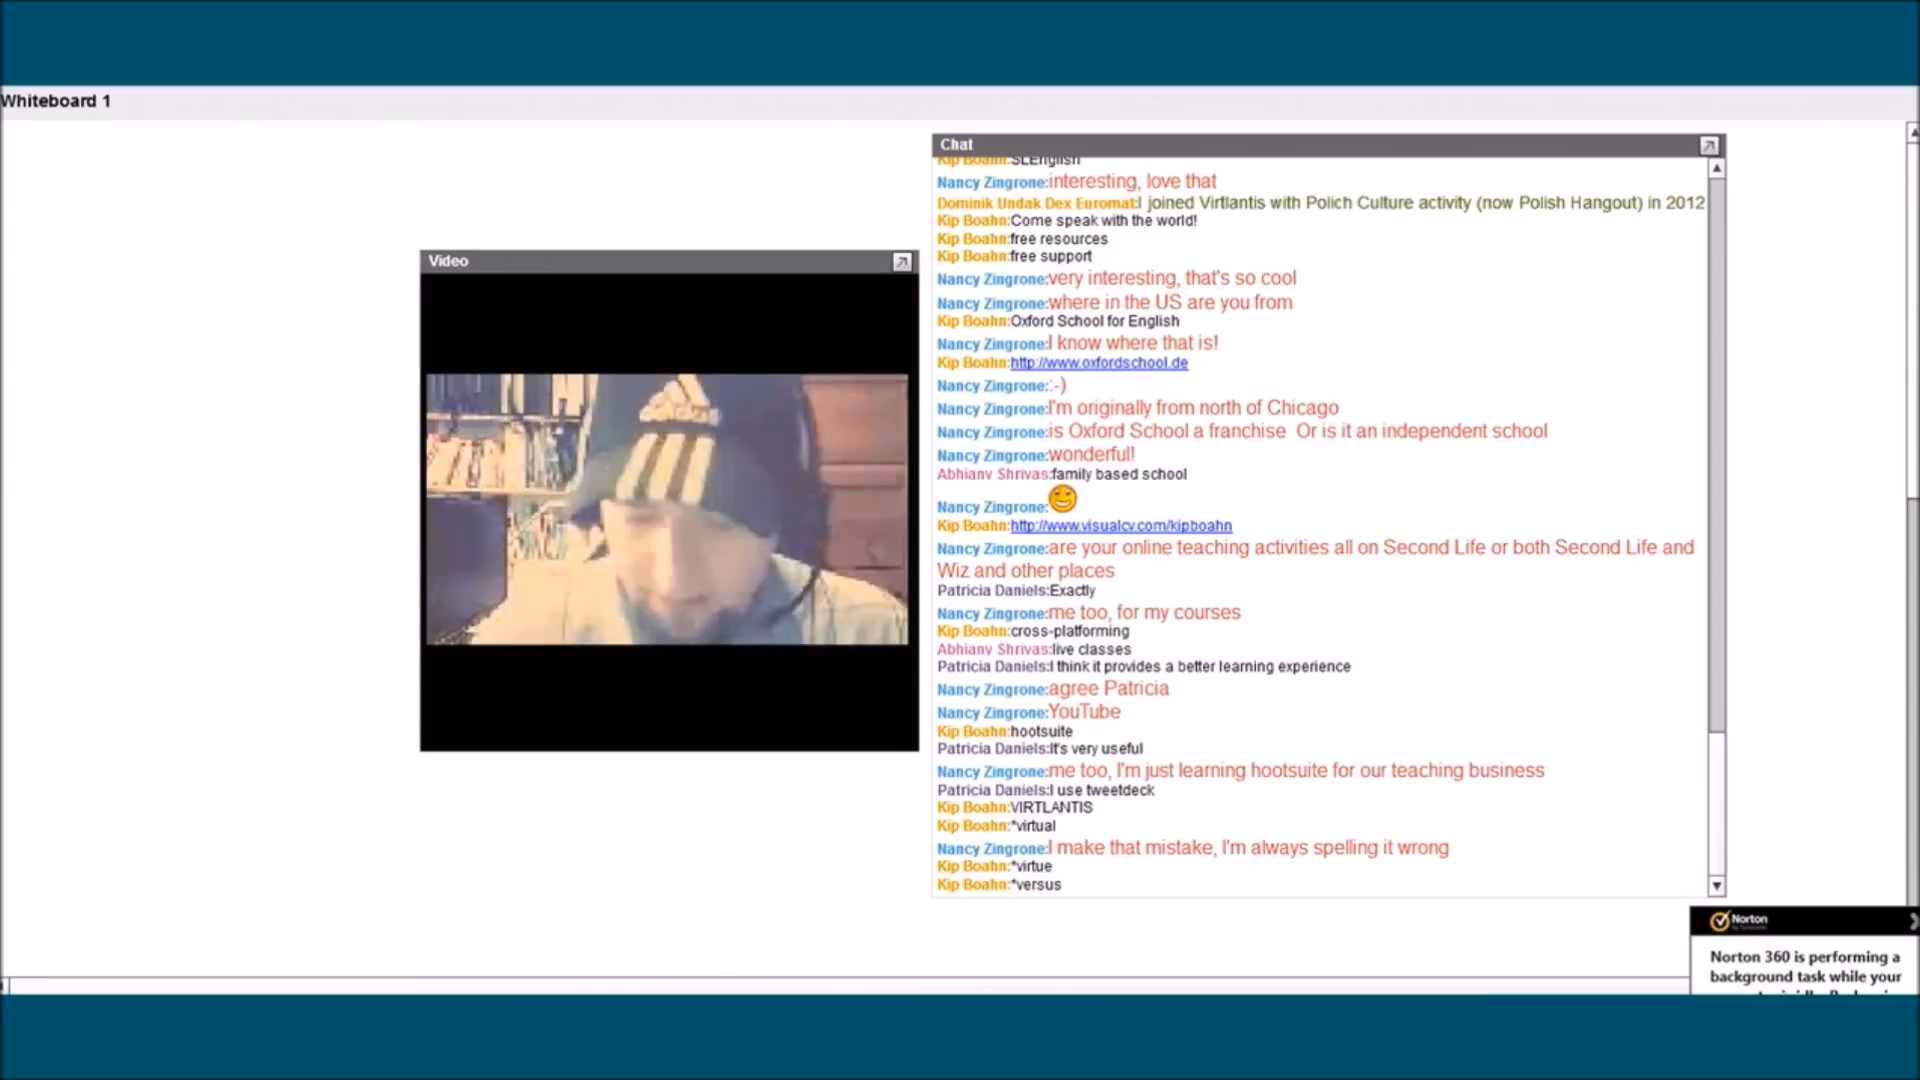 Whiteboard 1
Video
adidas
Chat
Kip Boahn:SLEnglish
Nancy Zingrone:interesting, love that
Dominik Undak Dex Euromat:I joined Virtlantis with Polich Culture activity (now Polish Hangout) in 2012
Kip Boahn:Come speak with the world!
Kip Boahn:free resources
Kip Boahn:free support
Nancy Zingrone:very interesting, that's so cool
Nancy Zingrone:where in the US are you from
Kip Boahn:Oxford School for English
Nancy Zingrone:I know where that is!
Kip Boahn:http://www.oxfordschool.de
Nancy Zingrone::-)
Nancy Zingrone:I'm originally from north of Chicago
Nancy Zingrone:is Oxford School a franchise Or is it an independent school
Nancy Zingrone:wonderful!
Abhianv Shrivas:family based school
Nancy Zingrone:
Kip Boahn:http://www.visualcv.com/kipboahn
Nancy Zingrone:are your online teaching activities all on Second Life or both Second Life and
Wiz and other places
Patricia Daniels:Exactly
Nancy Zingrone:me too, for my courses
Kip Boahn:cross-platforming
Abhianv Shrivas:live classes
Patricia Daniels:I think it provides a better learning experience
Nancy Zingrone:agree Patricia
Nancy Zingrone:YouTube
Kip Boahn:hootsuite
Patricia Daniels:It's very useful
Nancy Zingrone:me too, I'm just learning hootsuite for our teaching business
Patricia Daniels:I use tweetdeck
Kip Boahn:VIRTLANTIS
Kip Boahn:*virtual
Nancy Zingrone:I make that mistake, I'm always spelling it wrong
Kip Boahn:*virtue
Kip Boahn:*versus
Norton
Norton 360 is performing a
background task while your